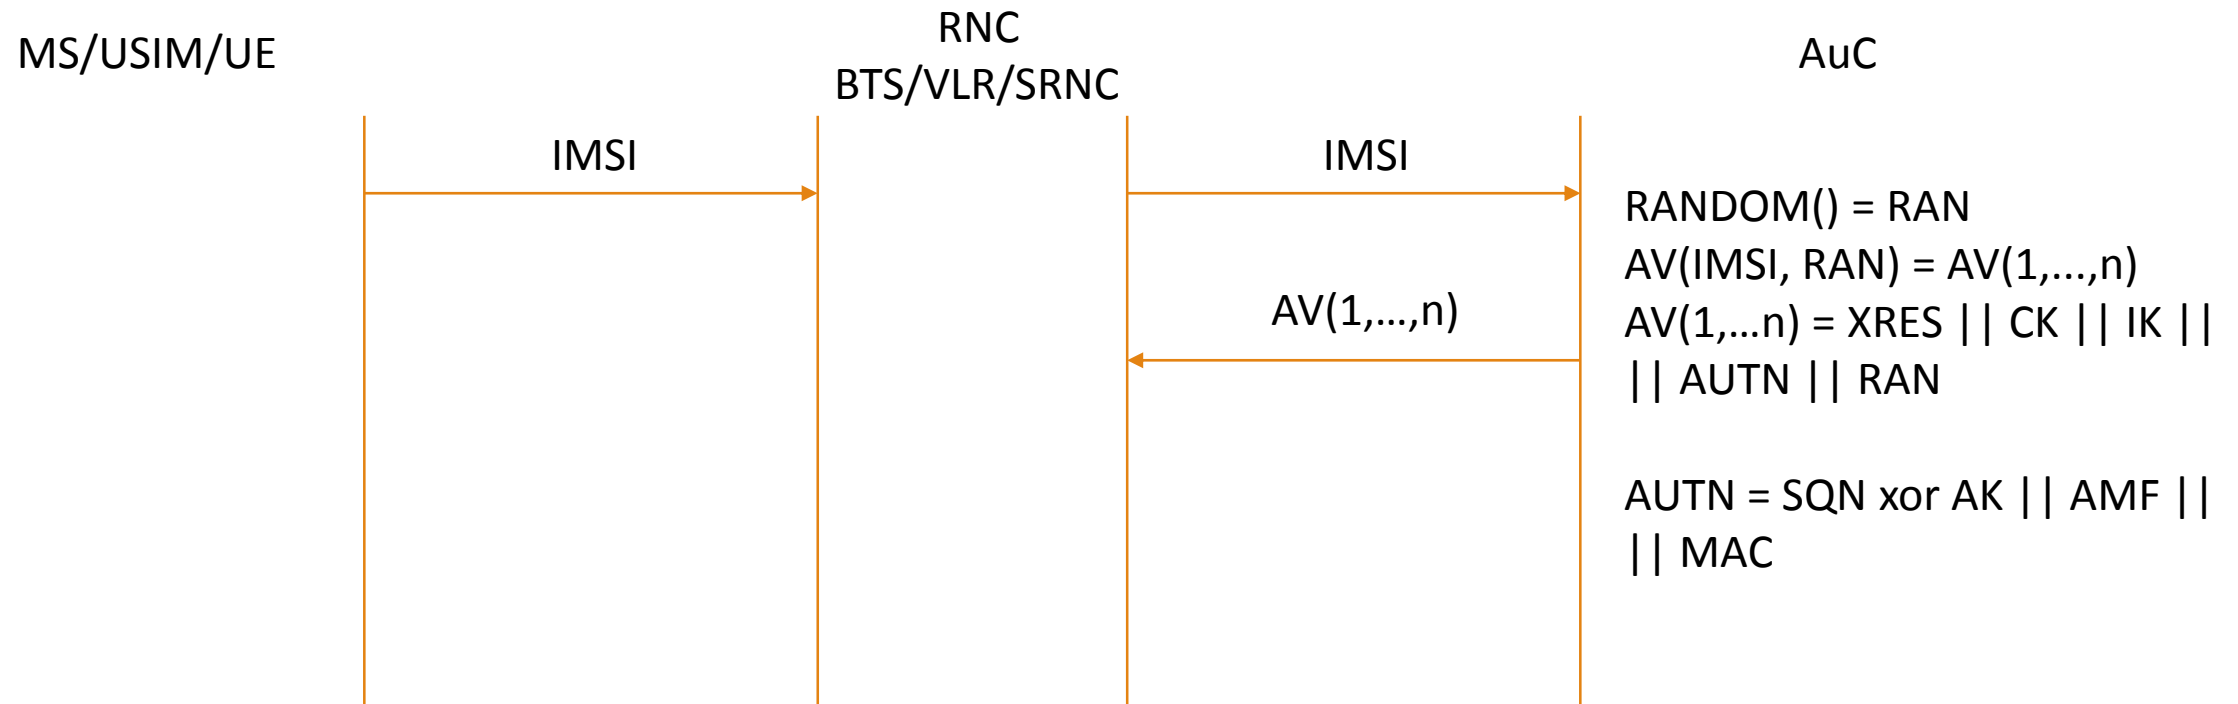 MS/USIM/UE
RNC
BTS/VLR/SRNC
AuC
IMSI
IMSI
RANDOM() = RAN
AV(IMSI, RAN) = AV(1,...,n)
AV(1,…,n)
AV(1,…n) = XRES || CK || IK ||
|| AUTN || RAN
AUTN = SQN xor AK || AMF ||
|| MAC